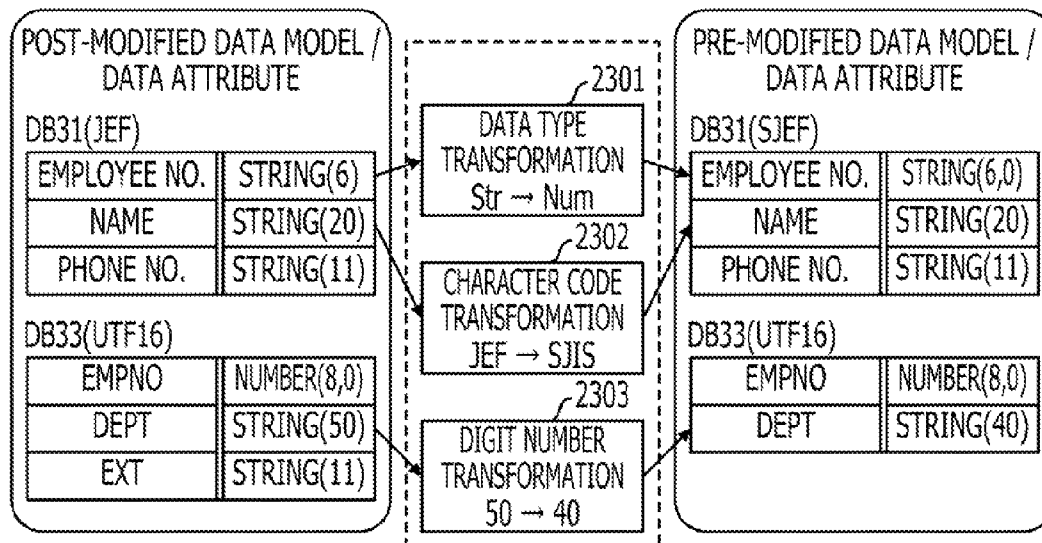 POST-MODIFIED DATA MODEL /
DATA ATTRIBUTE
DB31(JEF)
EMPLOYEE NO. STRING(6)
NAME STRING(20)
PHONE NO. STRING(11)
DB33(UTF16)
EMPNO NUMBER(8,0)
DEPT STRING(50)
EXT STRING(11)
2301
DATA TYPE
TRANSFORMATION
Str → Num
2302
CHARACTER CODE
TRANSFORMATION
JEF → SJIS
2303
DIGIT NUMBER
TRANSFORMATION
50 → 40
PRE-MODIFIED DATA MODEL /
DATA ATTRIBUTE
DB31(SJEF)
EMPLOYEE NO. STRING(6,0)
NAME STRING(20)
PHONE NO. STRING(11)
DB33(UTF16)
EMPNO NUMBER(8,0)
DEPT STRING(40)